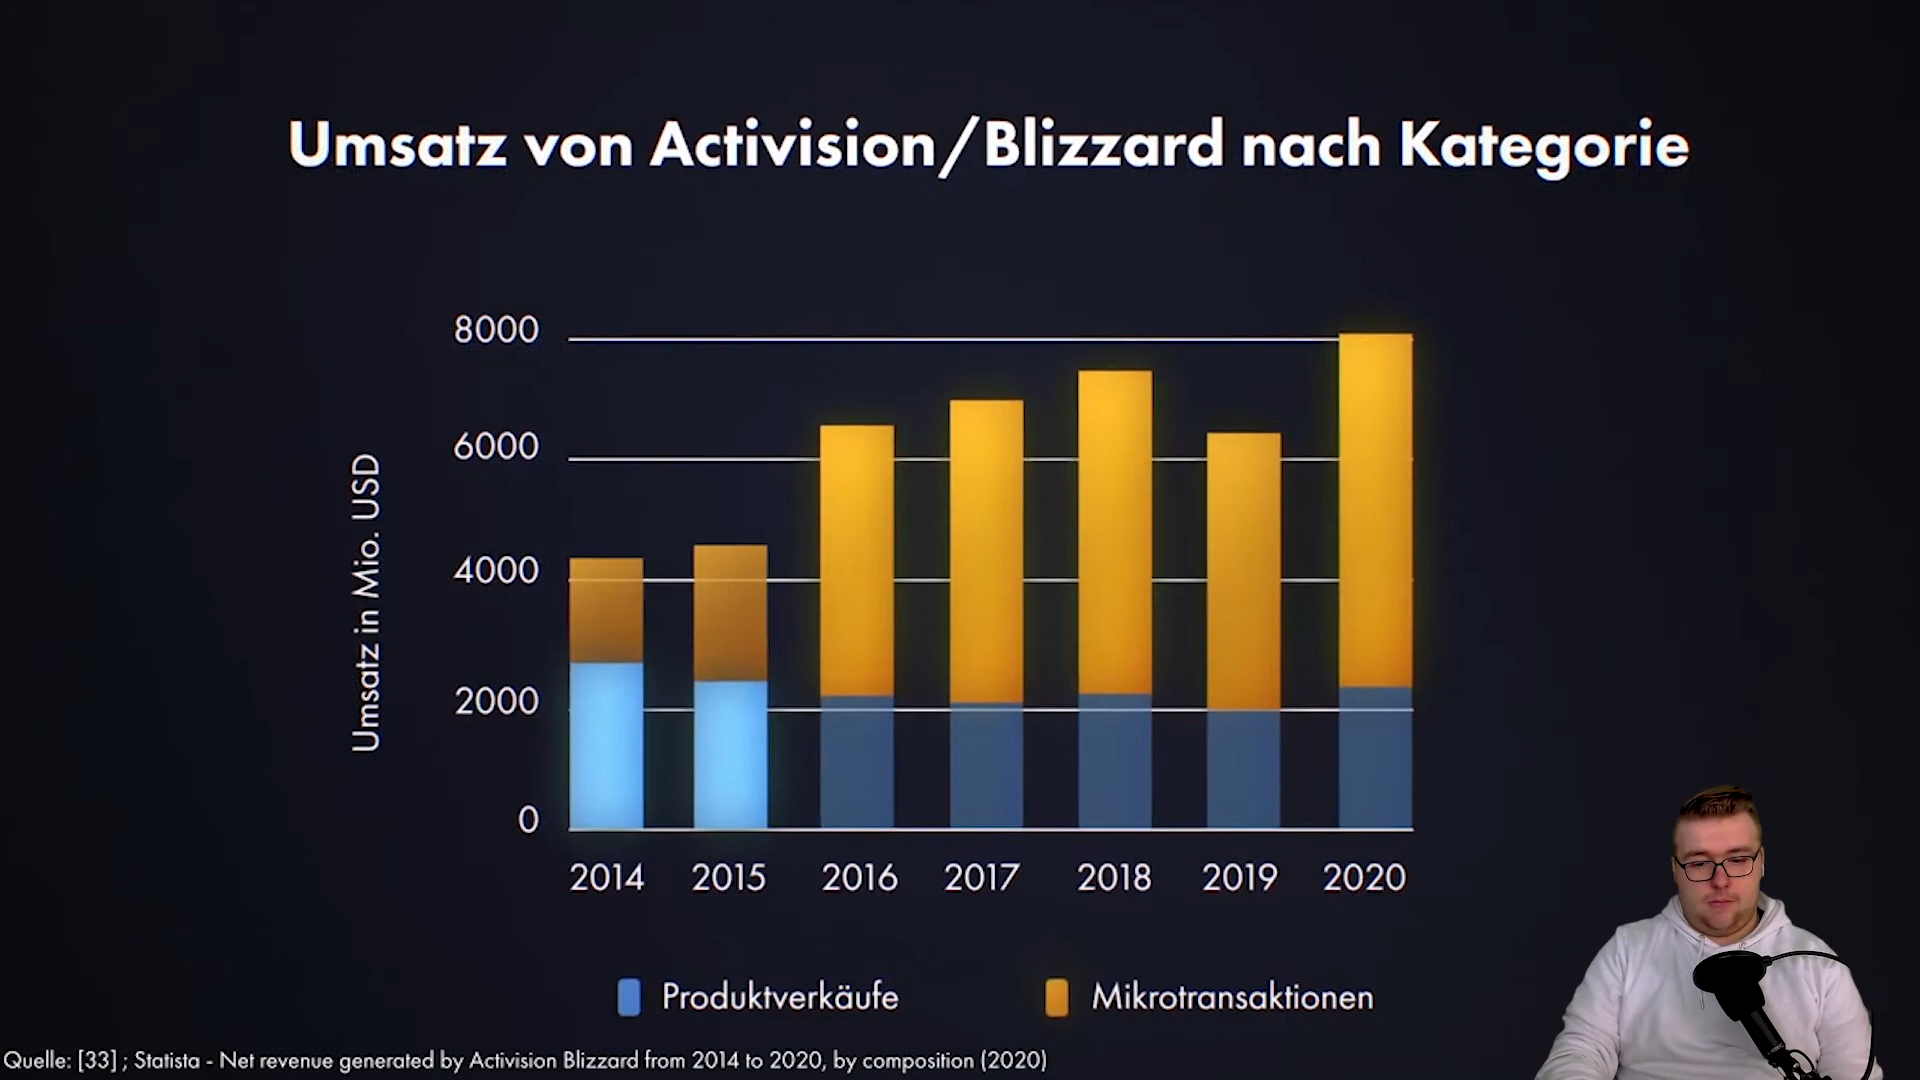 Umsatz von Activision/Blizzard nach Kategorie
Umsatz in Mio. USD
8000
6000
4000
2000
0
2014 2015 2016 2017 2018 2019 2020
Produktverkäufe Mikrotransaktionen
Quelle: [33] ; Statista - Net revenue generated by Activision Blizzard from 2014 to 2020, by composition (2020)